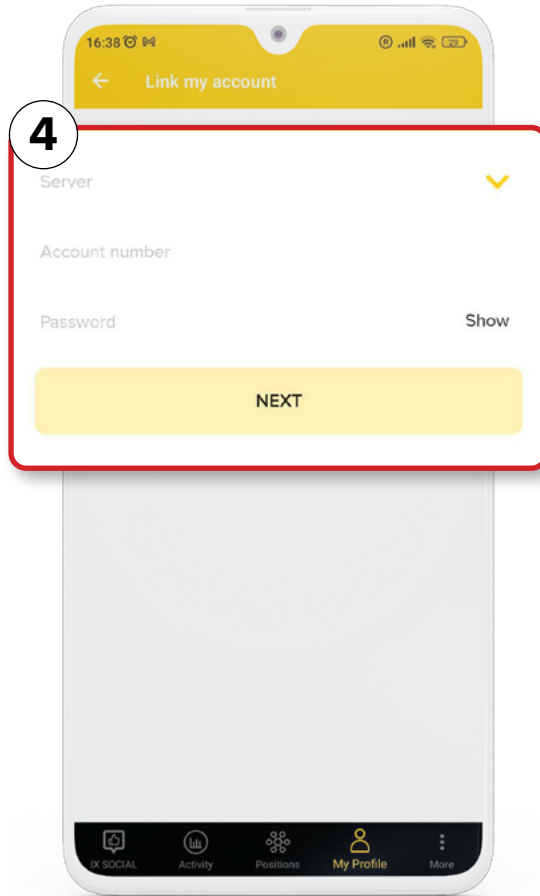 16:38
29
Link my account
4
Server
Account number
Password Show
NEXT
IX SOCIAL Activity Positions My Profile More